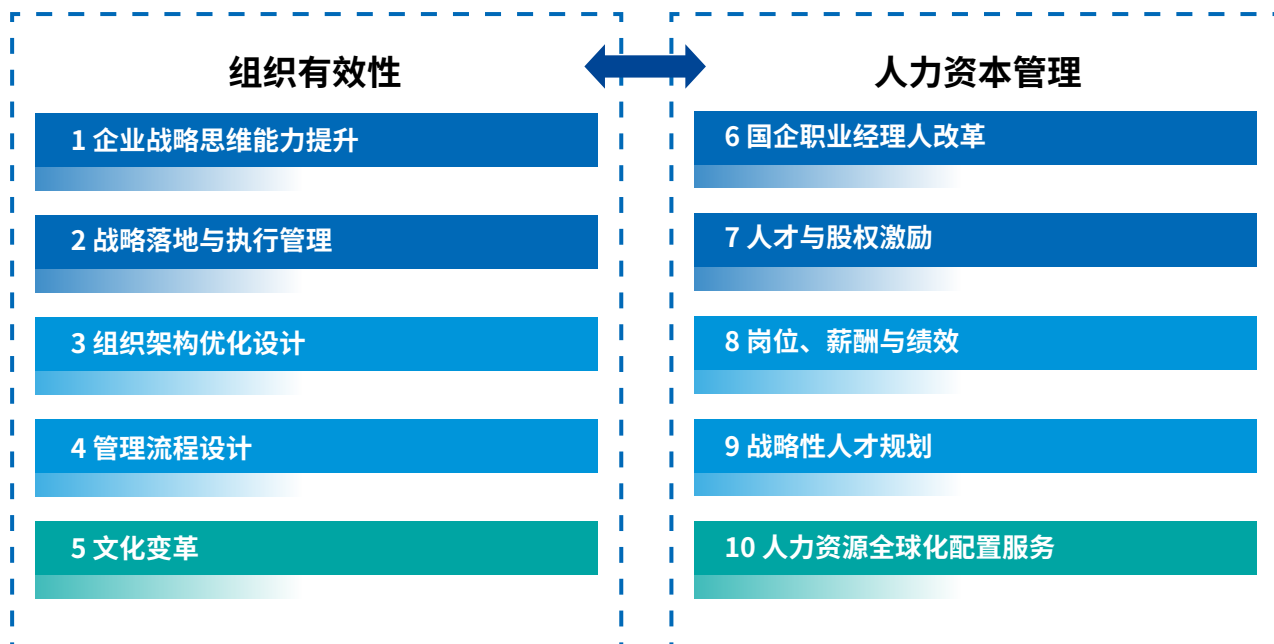 组织有效性
1 企业战略思维能力提升
2 战略落地与执行管理
3 组织架构优化设计
4 管理流程设计
5 文化变革
人力资本管理
6 国企职业经理人改革
7 人才与股权激励
8 岗位、薪酬与绩效
9 战略性人才规划
10 人力资源全球化配置服务